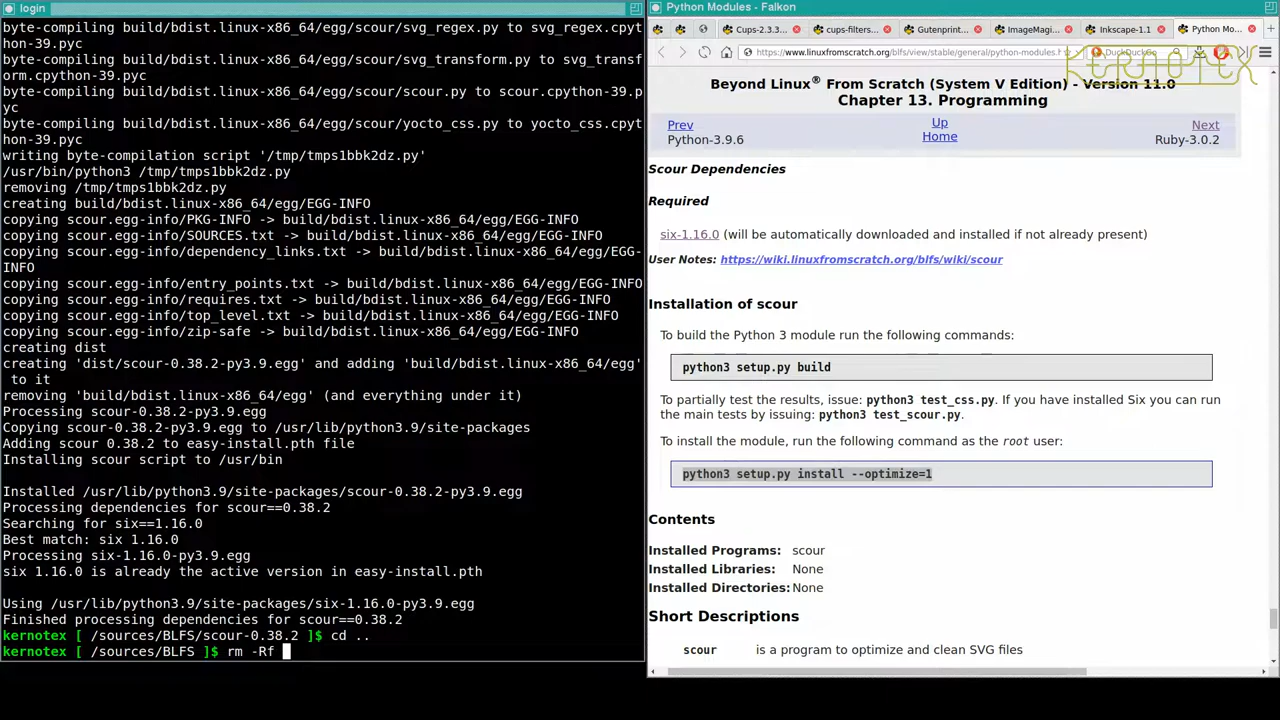 login
byte-compiling build/bdist.linux-x86_64/egg/scour/svg_regex.py to svg_regex.cpyt
hon-39.pyc
byte-compiling build/bdist.linux-x86_64/egg/scour/svg_transform.py to svg_transf
orm.cpython-39.pyc
byte-compiling build/bdist.linux-x86_64/egg/scour/scour.py to scour.cpython-39.p
yc
byte-compiling build/bdist.linux-x86_64/egg/scour/yocto_css.py to yocto_css.cpyt
hon-39.pyc
writing byte-compilation script '/tmp/tmps1bbk2dz.py'
/usr/bin/python3 /tmp/tmps1bbk2dz.py
removing /tmp/tmps1bbk2dz.py
creating build/bdist.linux-x86_64/egg/EGG-INFO
copying scour.egg-info/PKG-INFO -> build/bdist.linux-x86_64/egg/EGG-INFO
copying scour.egg-info/SOURCES.txt -> build/bdist.linux-x86_64/egg/EGG-INFO
copying scour.egg-info/dependency_links.txt -> build/bdist.linux-x86_64/egg/EGG-
INFO
copying scour.egg-info/entry_points.txt -> build/bdist.linux-x86_64/egg/EGG-INFO
copying scour.egg-info/requires.txt -> build/bdist.linux-x86_64/egg/EGG-INFO
copying scour.egg-info/top_level.txt -> build/bdist.linux-x86_64/egg/EGG-INFO
copying scour.egg-info/zip-safe -> build/bdist.linux-x86_64/egg/EGG-INFO
creating dist
creating 'dist/scour-0.38.2-py3.9.egg' and adding 'build/bdist.linux-x86_64/egg'
 to it
removing 'build/bdist.linux-x86_64/egg' (and everything under it)
Processing scour-0.38.2-py3.9.egg
Copying scour-0.38.2-py3.9.egg to /usr/lib/python3.9/site-packages
Adding scour 0.38.2 to easy-install.pth file
Installing scour script to /usr/bin
Installed /usr/lib/python3.9/site-packages/scour-0.38.2-py3.9.egg
Processing dependencies for scour==0.38.2
Searching for six==1.16.0
Best match: six 1.16.0
Processing six-1.16.0-py3.9.egg
six 1.16.0 is already the active version in easy-install.pth
Using /usr/lib/python3.9/site-packages/six-1.16.0-py3.9.egg
Finished processing dependencies for scour==0.38.2
kernotex [ /sources/BLFS/scour-0.38.2 ]$ cd ..
kernotex [ /sources/BLFS ]$ rm -Rf
Python Modules - Falkon
Cups-2.3.3... cups-filters... Gutenprint... ImageMagi... Inkscape-1.1 Python Mo...
https://www.linuxfromscratch.org/blfs/view/stable/general/python-modules.h DuckDuckGo
KERNOTEX
Beyond Linux® From Scratch (System V Edition) - Version 11.0
Chapter 13. Programming
Prev Up Next
Python-3.9.6 Home Ruby-3.0.2
Scour Dependencies
Required
six-1.16.0 (will be automatically downloaded and installed if not already present)
User Notes: https://wiki.linuxfromscratch.org/blfs/wiki/scour
Installation of scour
To build the Python 3 module run the following commands:
python3 setup.py build
To partially test the results, issue: python3 test_css.py. If you have installed Six you can run
the main tests by issuing: python3 test_scour.py.
To install the module, run the following command as the root user:
python3 setup.py install --optimize=1
Contents
Installed Programs: scour
Installed Libraries: None
Installed Directories: None
Short Descriptions
scour is a program to optimize and clean SVG files